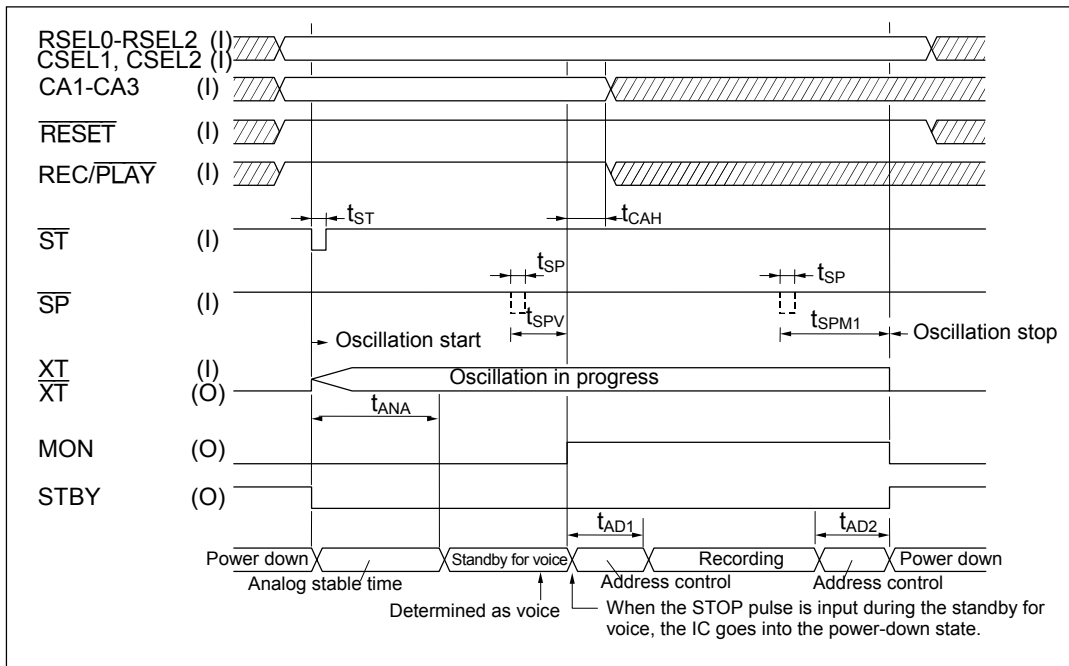 RSEL0-RSEL2 (I)
CSEL1, CSEL2 (I)
CA1-CA3 (I)
RESET (I)
REC/PLAY (I)
tST
tCAH
ST (I)
tSP
tSP
SP (I)
tSPV
tSPM1
Oscillation stop
Oscillation start
XT (I)
Oscillation in progress
XT (O)
tANA
MON (O)
STBY (O)
tAD1
tAD2
Power down
Standby for voice
Recording
Power down
Analog stable time
Address control
Address control
Determined as voice
When the STOP pulse is input during the standby for
voice, the IC goes into the power-down state.